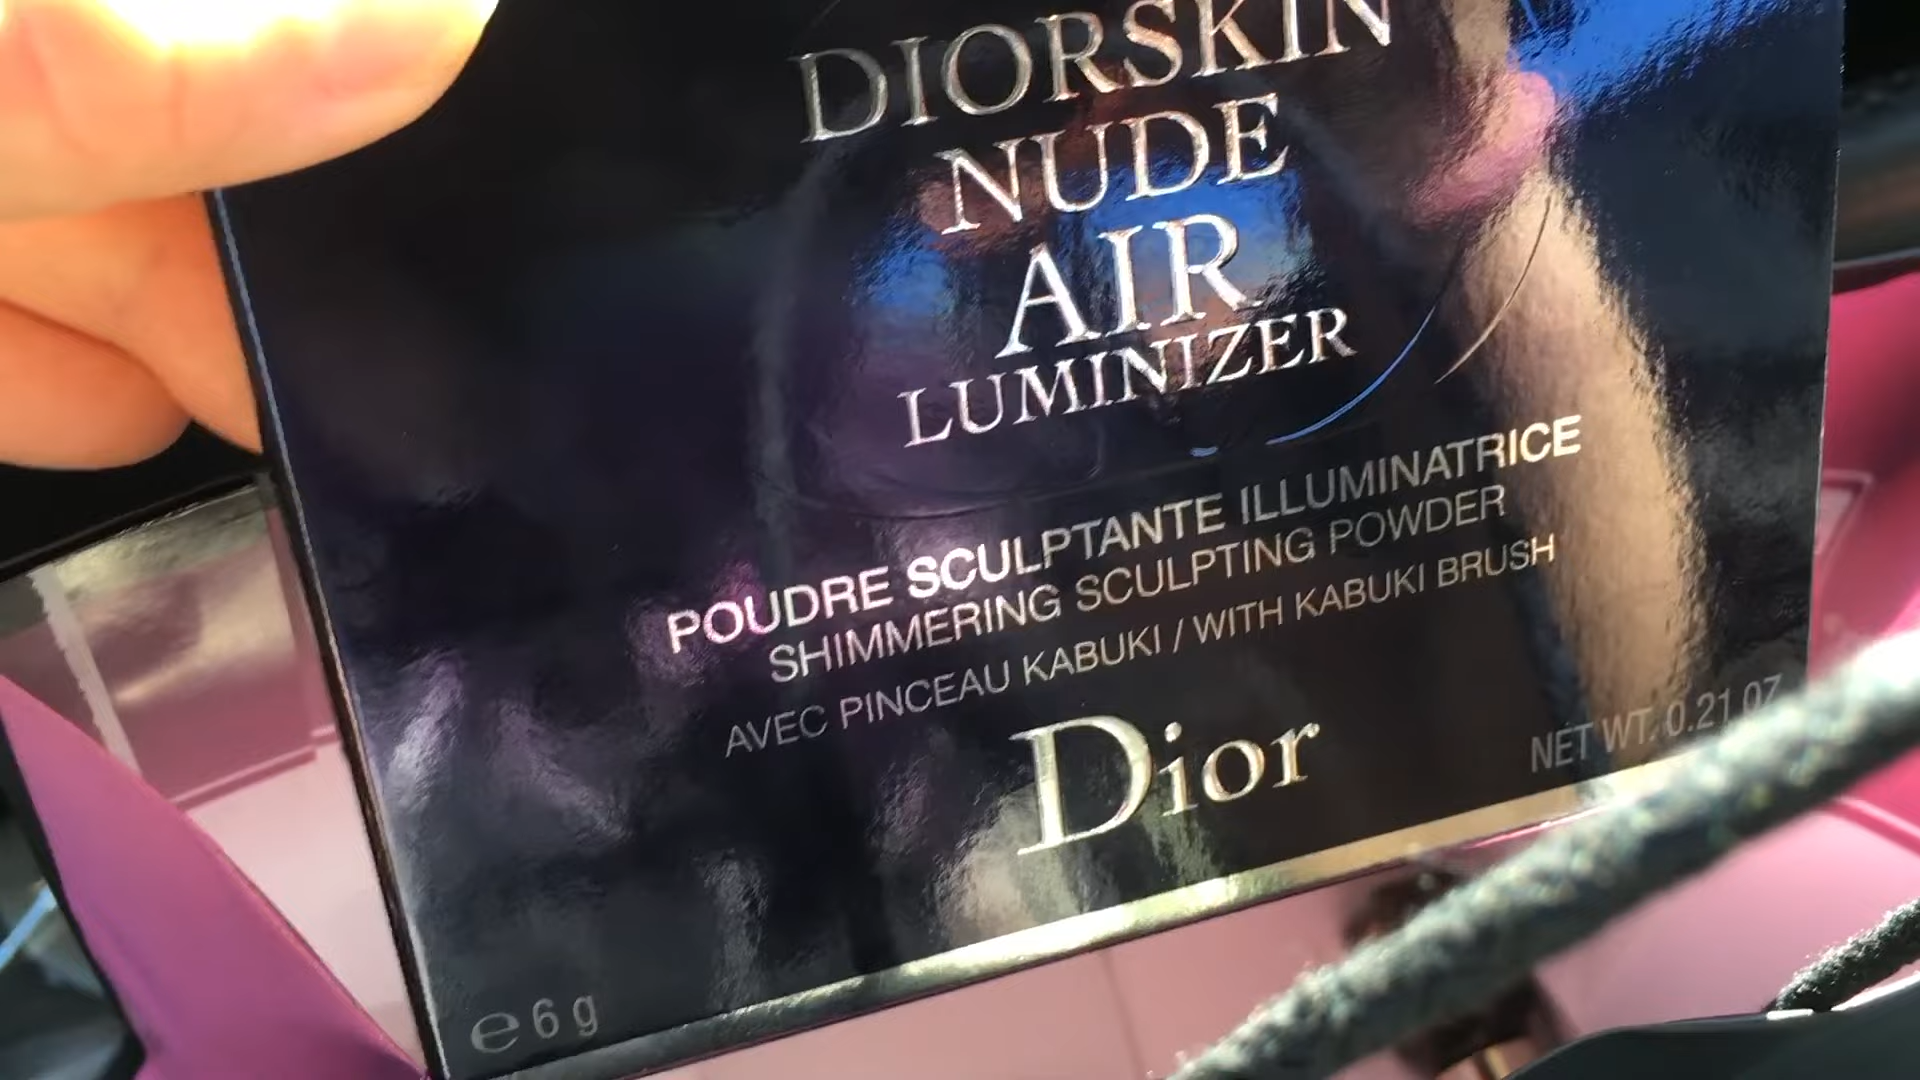 DIORSKIN
NUDE
AIR
LUMINIZER
POUDRE SCULPTANTE ILLUMINATRICE
SHIMMERING SCULPTING POWDER
AVEC PINCEAU KABUKI / WITH KABUKI BRUSH
Dior
NET WT. 0.21 OZ
℮ 6 g